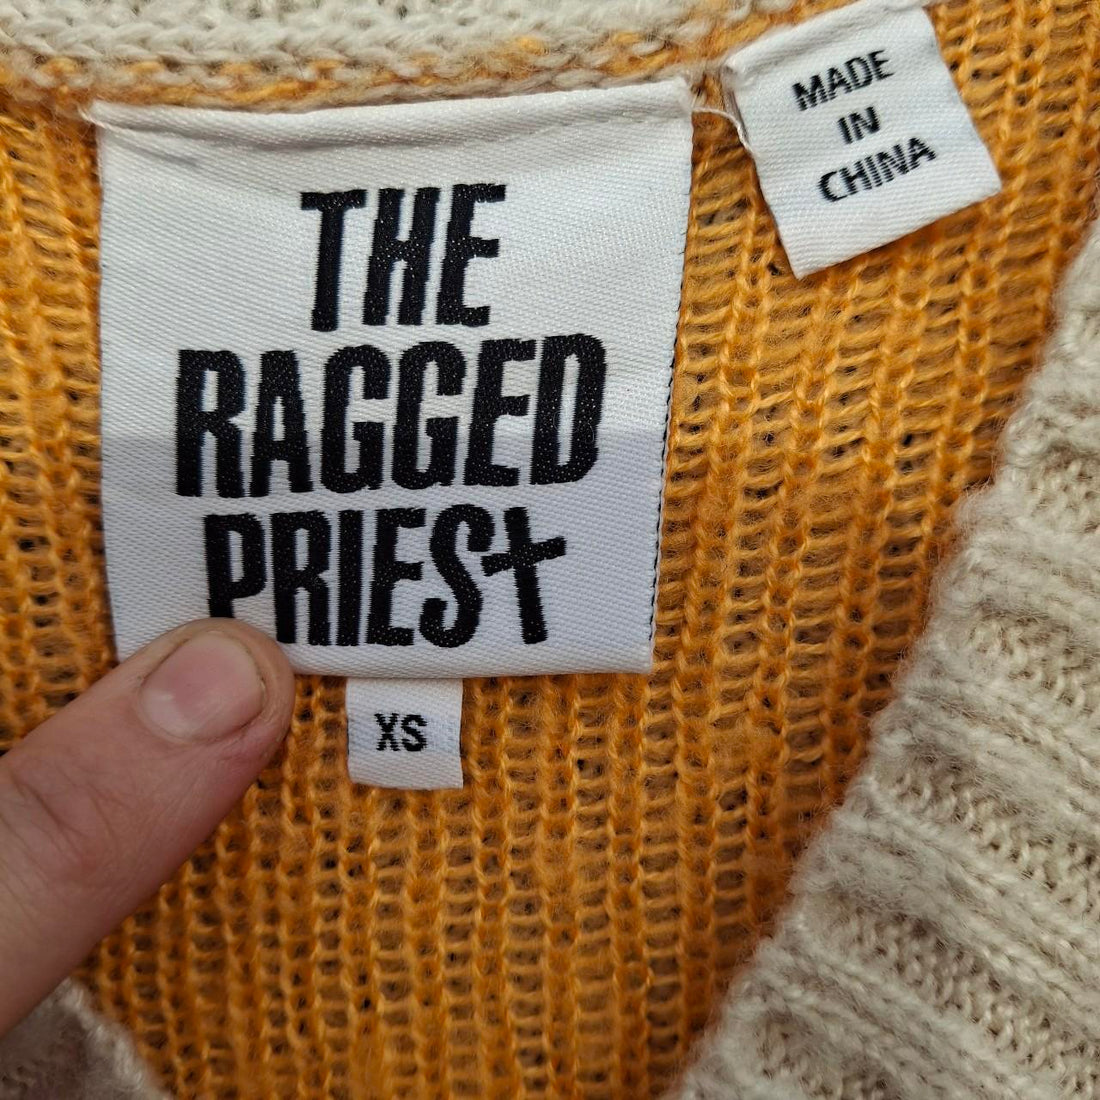 THE
RAGGED
PRIEST
XS
MADE
IN
CHINA